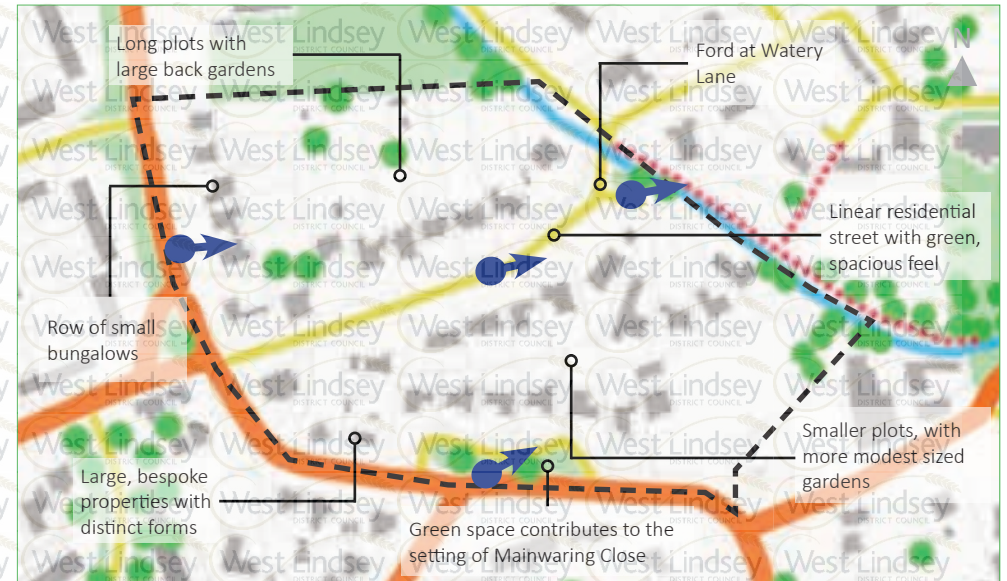 Long plots with
large back gardens
Ford at Watery
Lane
N
Linear residential
street with green,
spacious feel
Row of small
bungalows
Smaller plots, with
more modest sized
gardens
Large, bespoke
properties with
distinct forms
Green space contributes to the
setting of Mainwaring Close
West Lindsey
DISTRICT COUNCIL